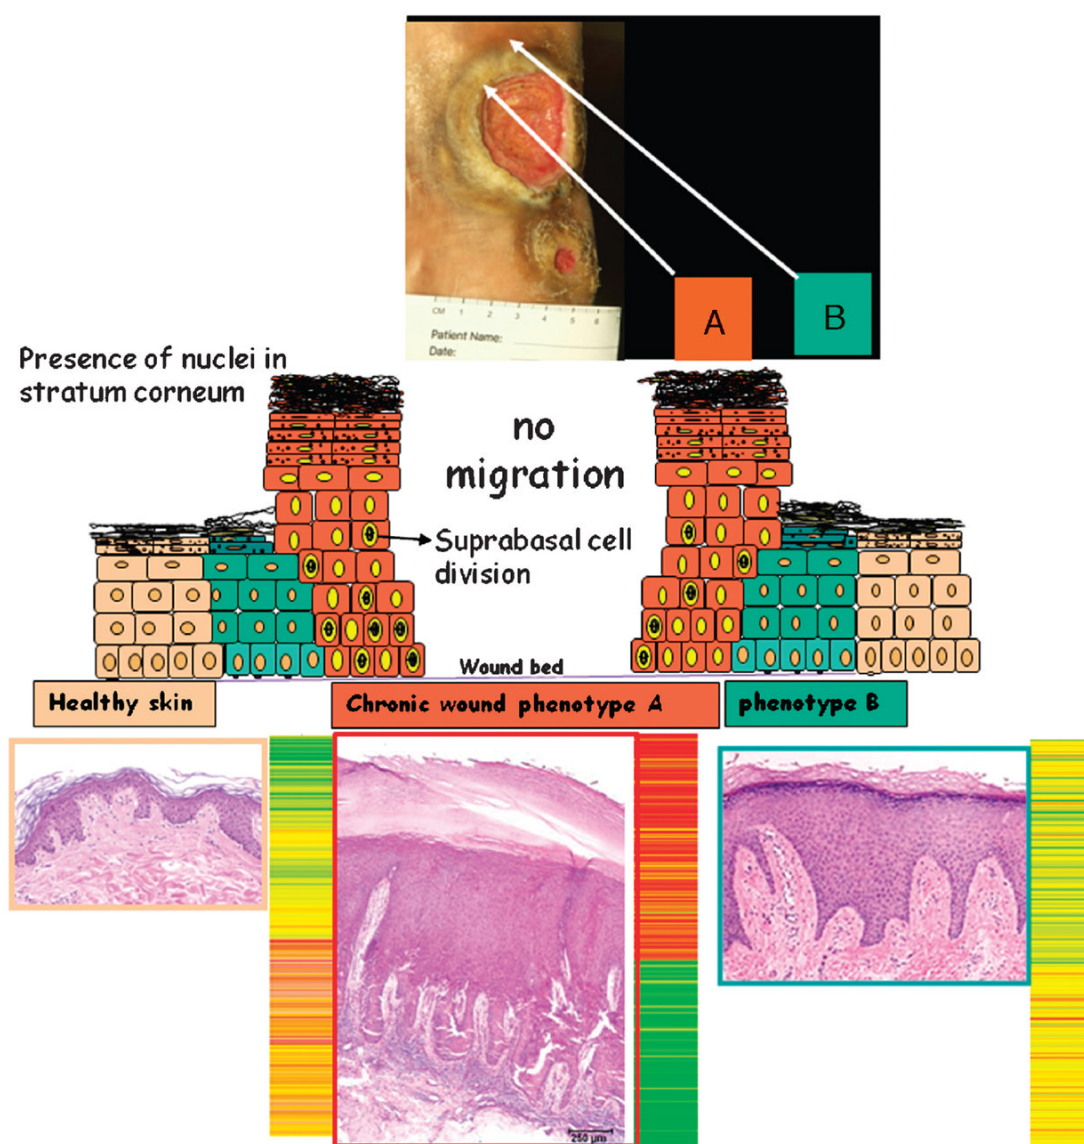 CM 1 2 3 4 5 6
Patient Name:
Date:
A
B
Presence of nuclei in
stratum corneum
no
migration
Suprabasal cell
division
Wound bed
Healthy skin
Chronic wound phenotype A
phenotype B
250 μm